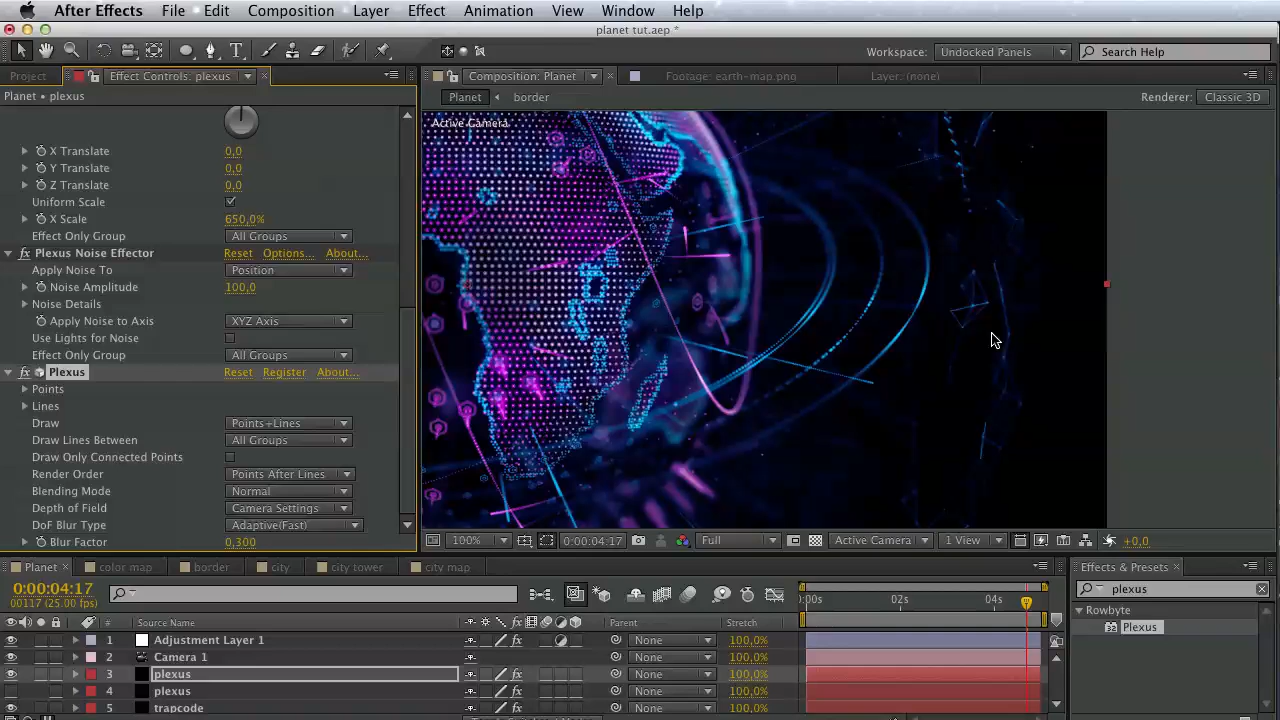 After Effects File Edit Composition Layer Effect Animation View Window Help
planet tut.aep *
Workspace: Undocked Panels Search Help
Project Effect Controls: plexus Composition: Planet Footage: earth-map.png Layer: (none)
Planet • plexus Planet border Renderer: Classic 3D
Active Camera
X Translate 0,0
Y Translate 0,0
Z Translate 0,0
Uniform Scale
X Scale 650,0%
Effect Only Group All Groups
fx Plexus Noise Effector Reset Options... About...
Apply Noise To Position
Noise Amplitude 100,0
Noise Details
Apply Noise to Axis XYZ Axis
Use Lights for Noise
Effect Only Group All Groups
fx Plexus Reset Register About...
Points
Lines
Draw Points+Lines
Draw Lines Between All Groups
Draw Only Connected Points
Render Order Points After Lines
Blending Mode Normal
Depth of Field Camera Settings
DoF Blur Type Adaptive(Fast)
Blur Factor 0,300
100% 0:00:04:17 Full Active Camera 1 View +0,0
Planet color map border city city tower city map Effects & Presets
0:00:04:17
00117 (25.00 fps)
:00s 02s 04s
plexus
Rowbyte
32 Plexus
# Source Name Parent Stretch
1 Adjustment Layer 1 fx None 100,0%
2 Camera 1 None 100,0%
3 plexus fx None 100,0%
4 plexus fx None 100,0%
5 trapcode fx None 100,0%